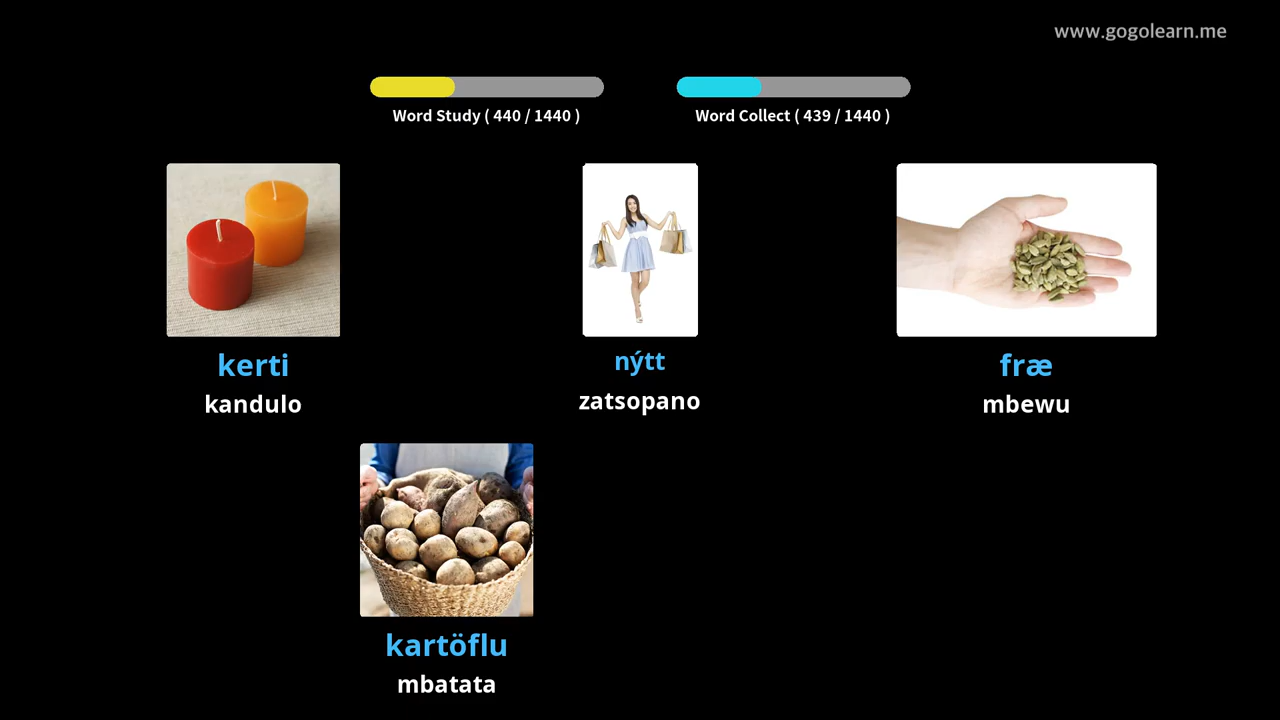 www.gogolearn.me
Word Study ( 440 / 1440 )
Word Collect ( 439 / 1440 )
kerti
kandulo
nýtt
zatsopano
fræ
mbewu
kartöflu
mbatata